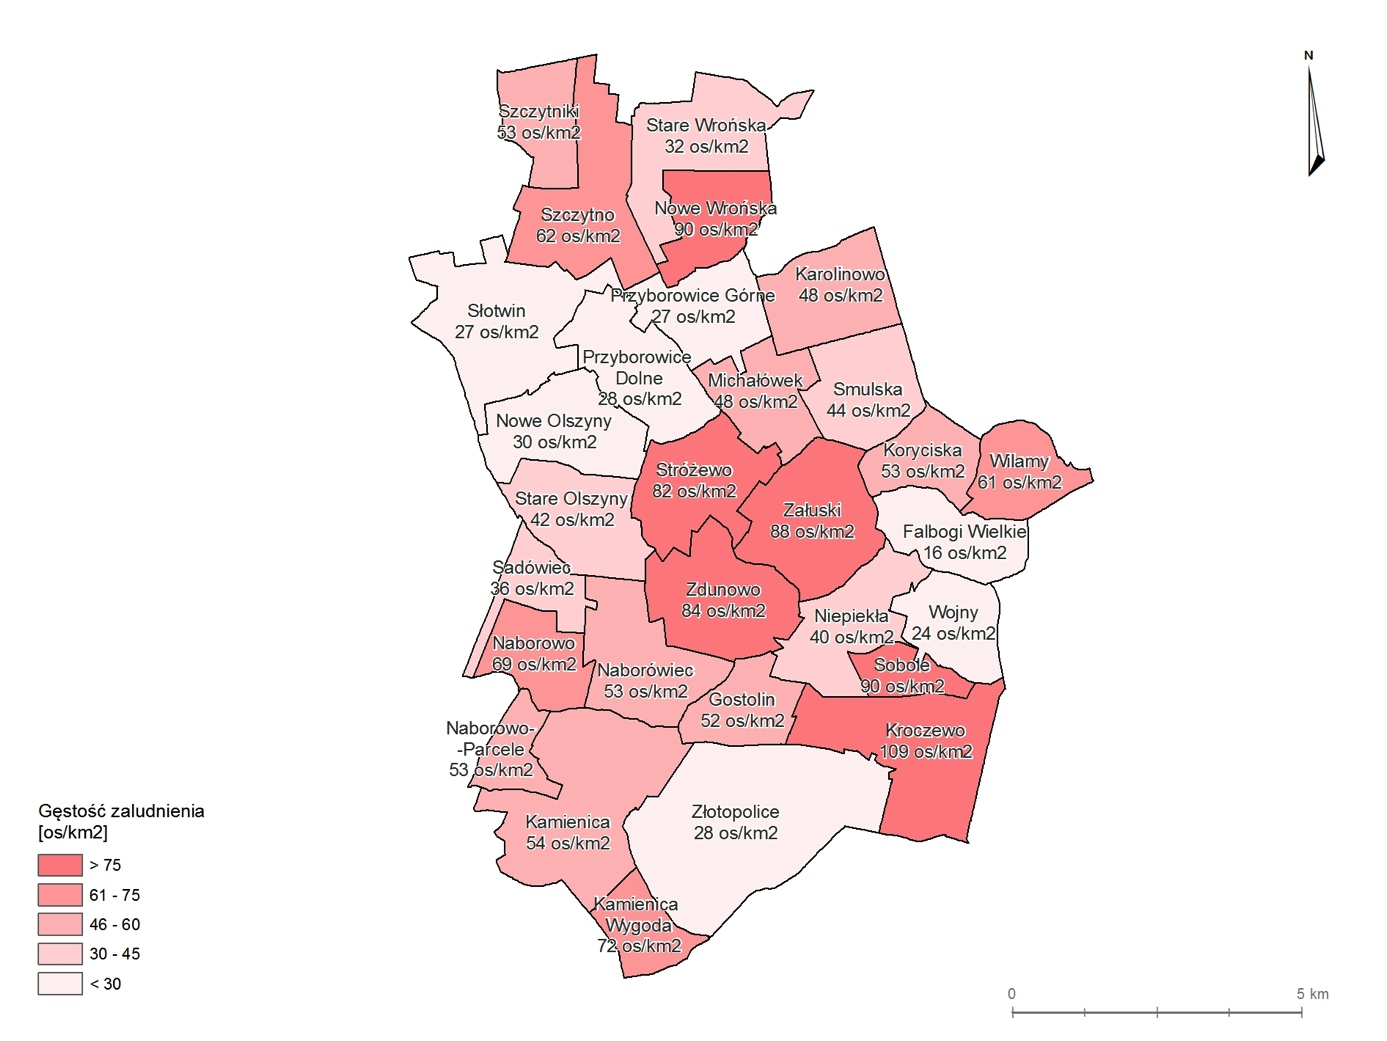 N
Szczytniki
53 os/km2
Stare Wrońska
32 os/km2
Szczytno
62 os/km2
Nowe Wrońska
90 os/km2
Karolinowo
48 os/km2
Przyborowice Górne
27 os/km2
Słotwin
27 os/km2
Przyborowice
Dolne
28 os/km2
Michałówek
48 os/km2
Smulska
44 os/km2
Nowe Olszyny
30 os/km2
Koryciska
53 os/km2
Wilamy
61 os/km2
Stróżewo
82 os/km2
Stare Olszyny
42 os/km2
Załuski
88 os/km2
Falbogi Wielkie
16 os/km2
Sadówiec
36 os/km2
Zdunowo
84 os/km2
Niepiekła
40 os/km2
Wojny
24 os/km2
Naborowo
69 os/km2
Naborówiec
53 os/km2
Sobole
90 os/km2
Gostolin
52 os/km2
Kroczewo
109 os/km2
Naborowo-
-Parcele
53 os/km2
Kamienica
54 os/km2
Złotopolice
28 os/km2
Kamienica
Wygoda
72 os/km2
Gęstość zaludnienia
[os/km2]
> 75
61 - 75
46 - 60
30 - 45
< 30
0 5 km